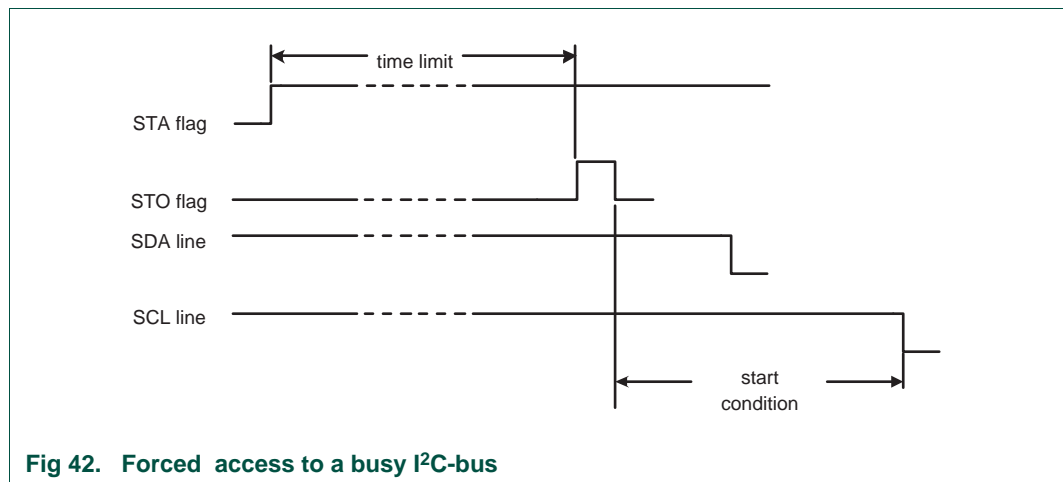 time limit
STA flag
STO flag
SDA line
SCL line
start
condition
Fig 42. Forced access to a busy I²C-bus